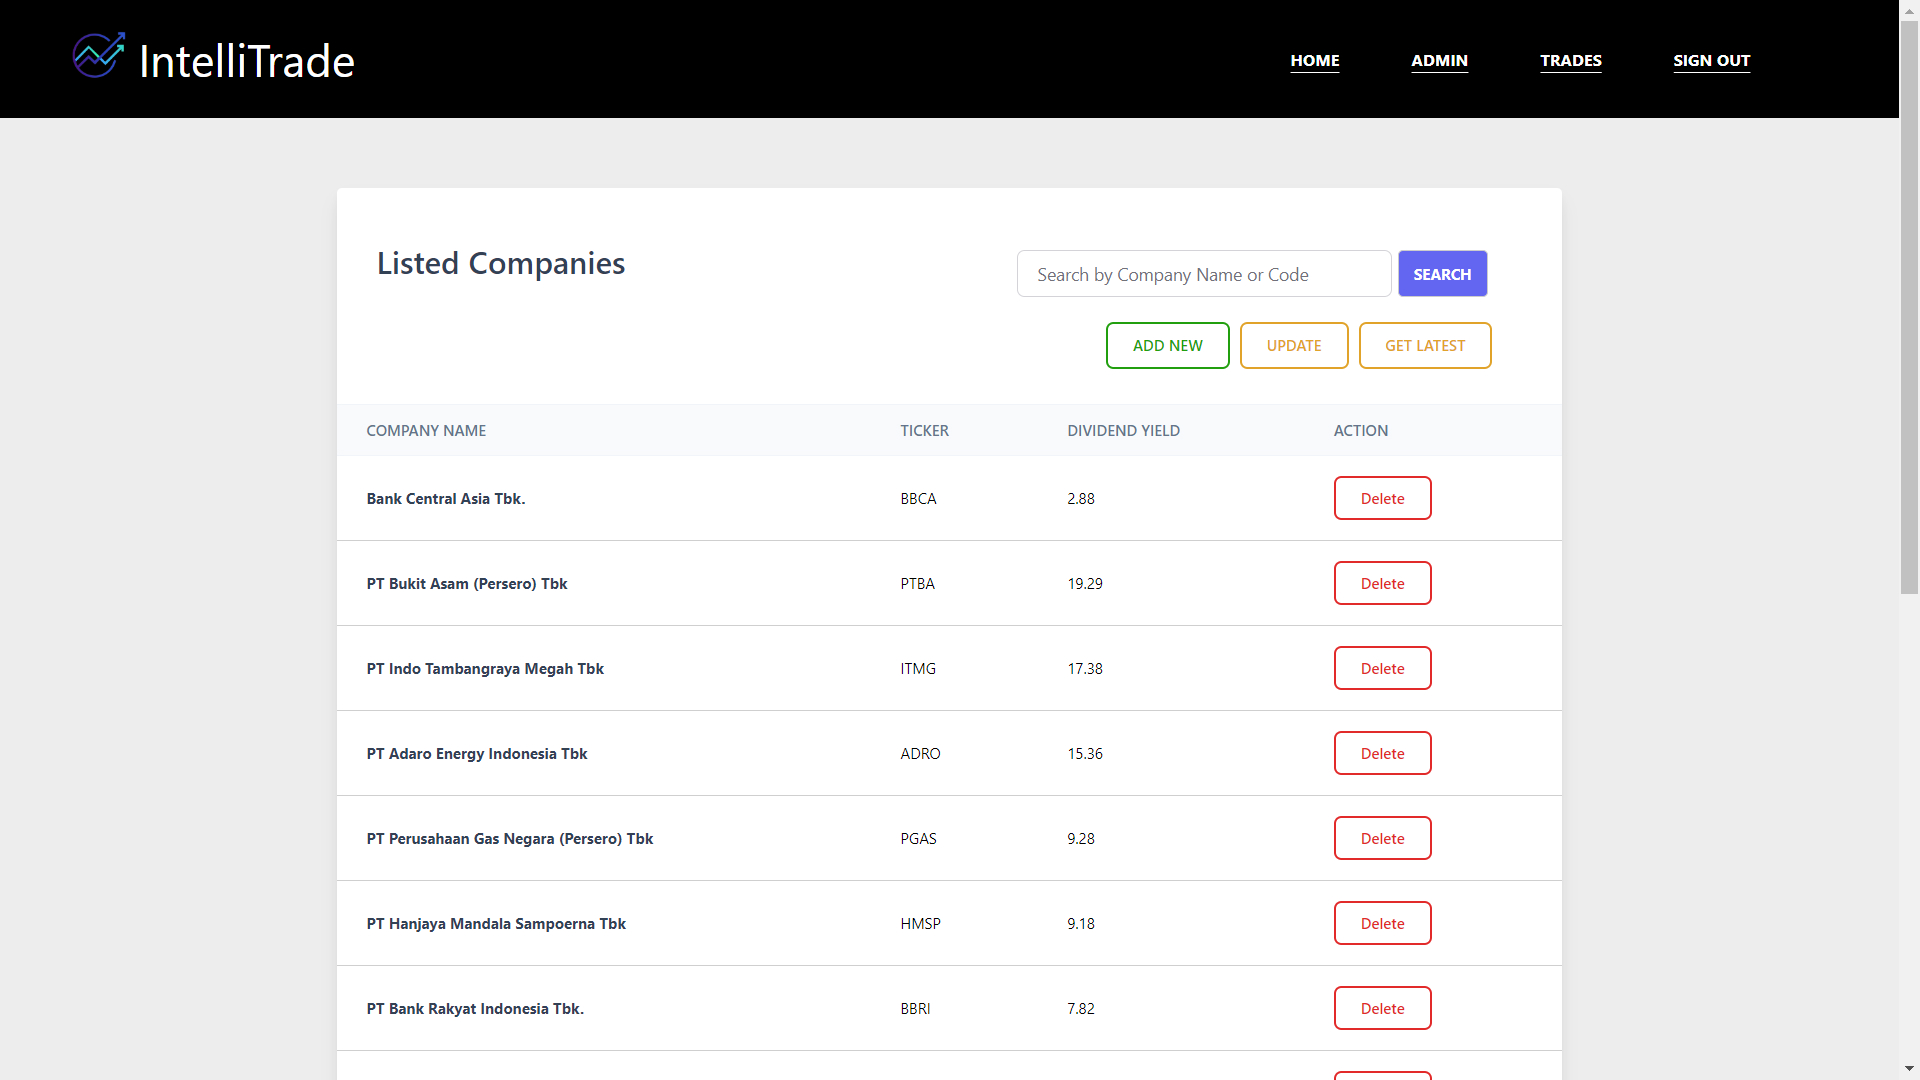 IntelliTrade
HOME ADMIN TRADES SIGN OUT
Listed Companies
Search by Company Name or Code SEARCH
ADD NEW UPDATE GET LATEST
COMPANY NAME TICKER DIVIDEND YIELD ACTION
Bank Central Asia Tbk. BBCA 2.88 Delete
PT Bukit Asam (Persero) Tbk PTBA 19.29 Delete
PT Indo Tambangraya Megah Tbk ITMG 17.38 Delete
PT Adaro Energy Indonesia Tbk ADRO 15.36 Delete
PT Perusahaan Gas Negara (Persero) Tbk PGAS 9.28 Delete
PT Hanjaya Mandala Sampoerna Tbk HMSP 9.18 Delete
PT Bank Rakyat Indonesia Tbk. BBRI 7.82 Delete